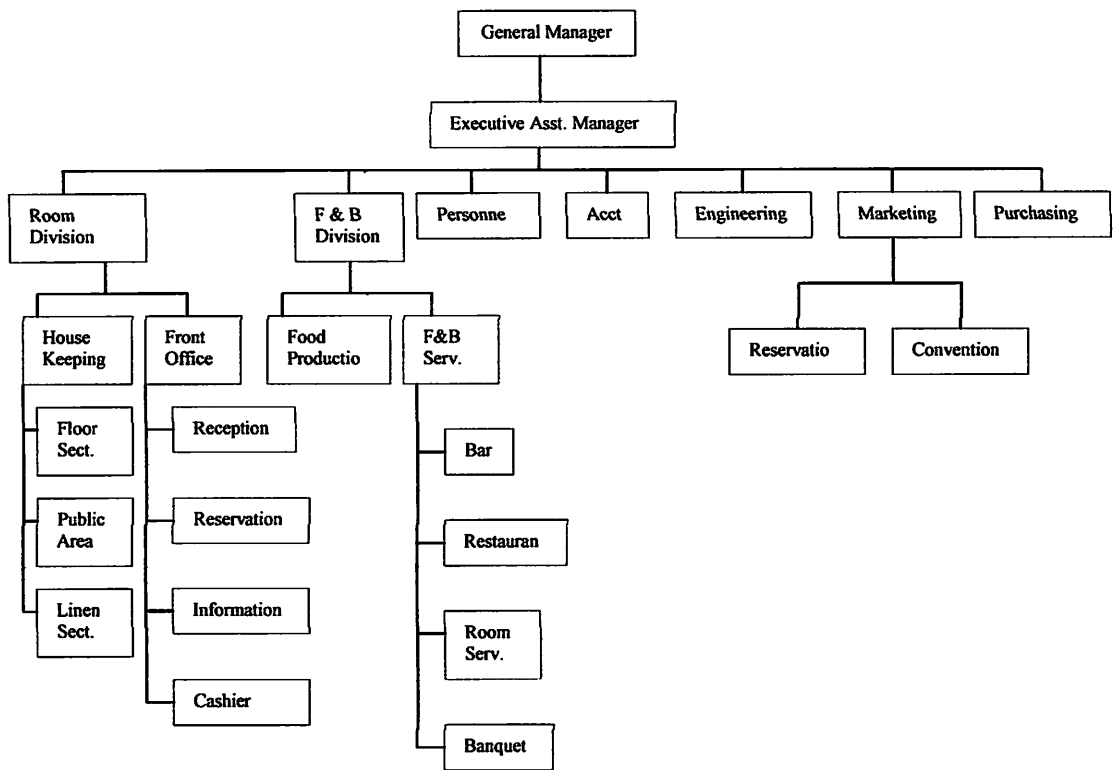 General Manager
Executive Asst. Manager
Room
Division
F & B
Division
Personne
Acct
Engineering
Marketing
Purchasing
House
Keeping
Front
Office
Food
Productio
F&B
Serv.
Reservatio
Convention
Floor
Sect.
Reception
Bar
Public
Area
Reservation
Restauran
Linen
Sect.
Information
Room
Serv.
Cashier
Banquet